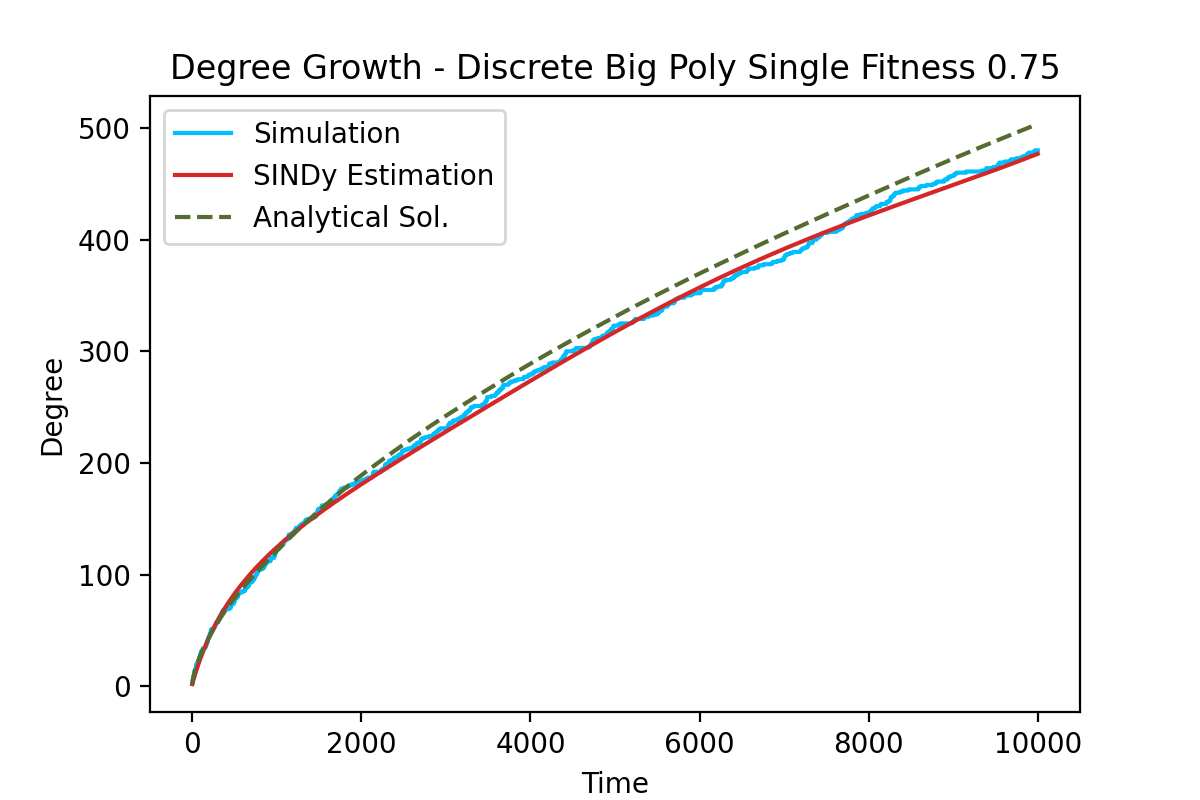 Degree Growth - Discrete Big Poly Single Fitness 0.75
Simulation
SINDy Estimation
Analytical Sol.
500
400
300
200
100
0
Degree
0 2000 4000 6000 8000 10000
Time